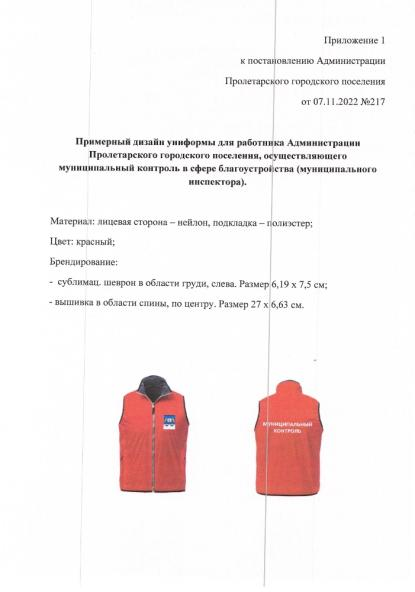 Приложение 1
к постановлению Администрации
Пролетарского городского поселения
от 07.11.2022 №217
Примерный дизайн униформы для работника Администрации
Пролетарского городского поселения, осуществляющего
муниципальный контроль в сфере благоустройства (муниципального
инспектора).
Материал: лицевая сторона – нейлон, подкладка – полиэстер;
Цвет: красный;
Брендирование:
- сублимац. шеврон в области груди, слева. Размер 6,19 х 7,5 см;
- вышивка в области спины, по центру. Размер 27 х 6,63 см.
МУНИЦИПАЛЬНЫЙ
КОНТРОЛЬ